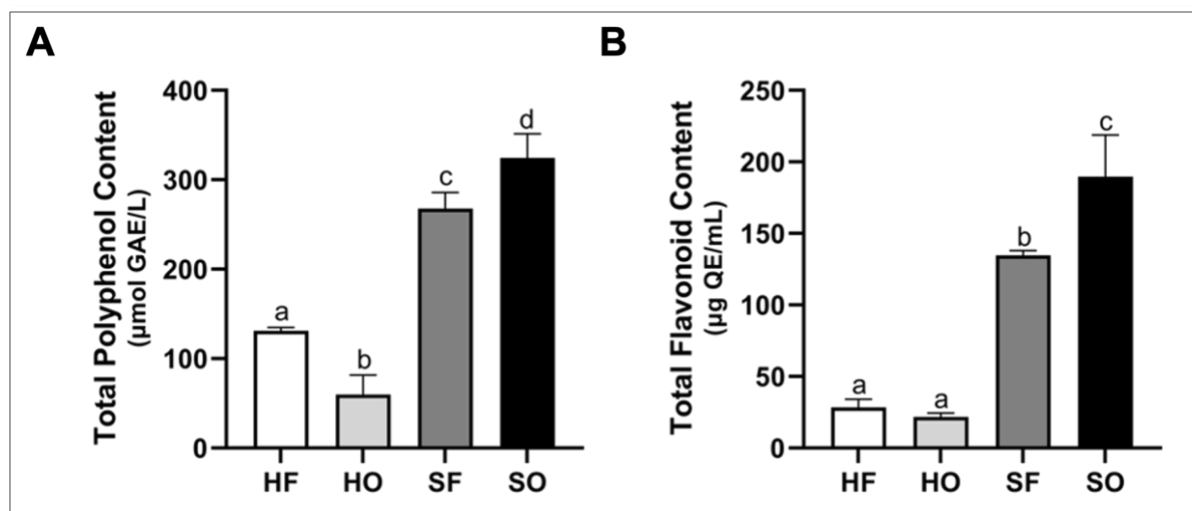 A
Total Polyphenol Content
(µmol GAE/L)
400
300
200
100
0
a
b
c
d
HF HO SF SO
B
Total Flavonoid Content
(µg QE/mL)
250
200
150
100
50
0
a
a
b
c
HF HO SF SO